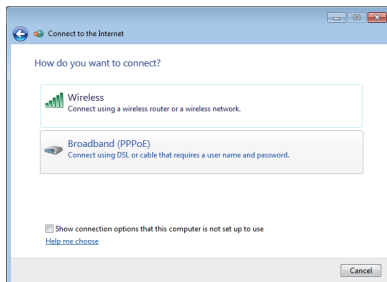 Connect to the Internet
How do you want to connect?
Wireless
Connect using a wireless router or a wireless network.
Broadband (PPPoE)
Connect using DSL or cable that requires a user name and password.
Show connection options that this computer is not set up to use
Help me choose
Cancel